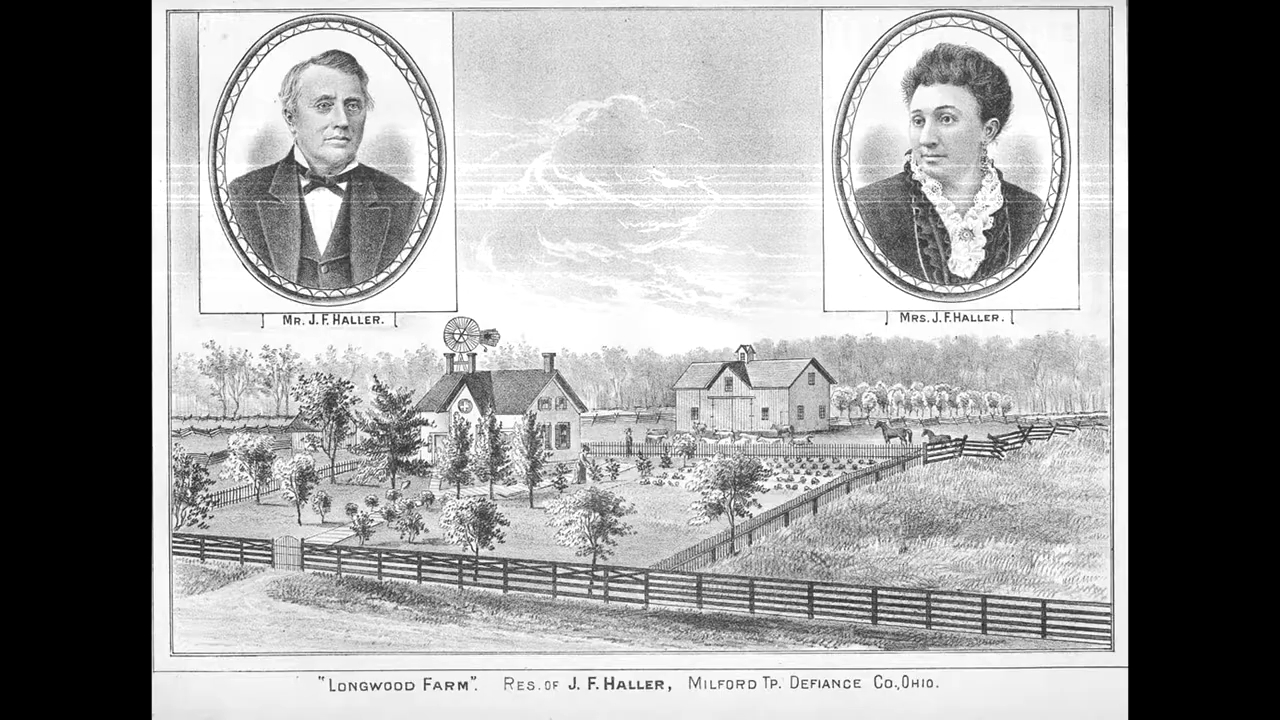 MR. J. F. HALLER.
MRS. J. F. HALLER.
"LONGWOOD FARM". RES. OF J. F. HALLER, MILFORD TP. DEFIANCE CO., OHIO.